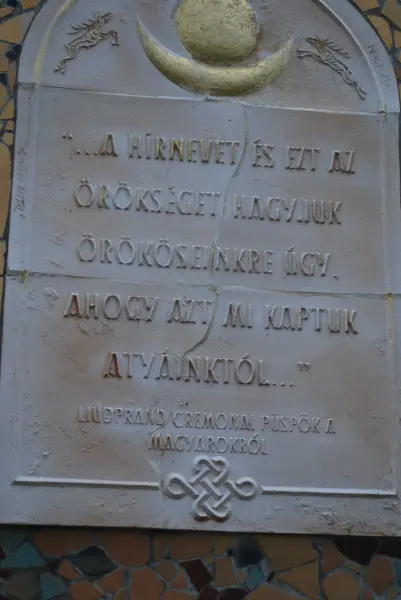 "...A HÍRNEVET ÉS EZT AZ
ÖRÖKSÉGET HAGYJUK
ÖRÖKÖSEINKRE ÚGY,
AHOGY AZT MI KAPTUK
ATYÁINKTÓL..."
LIUDPRAND CREMONAI PÜSPÖK A
MAGYAROKRÓL